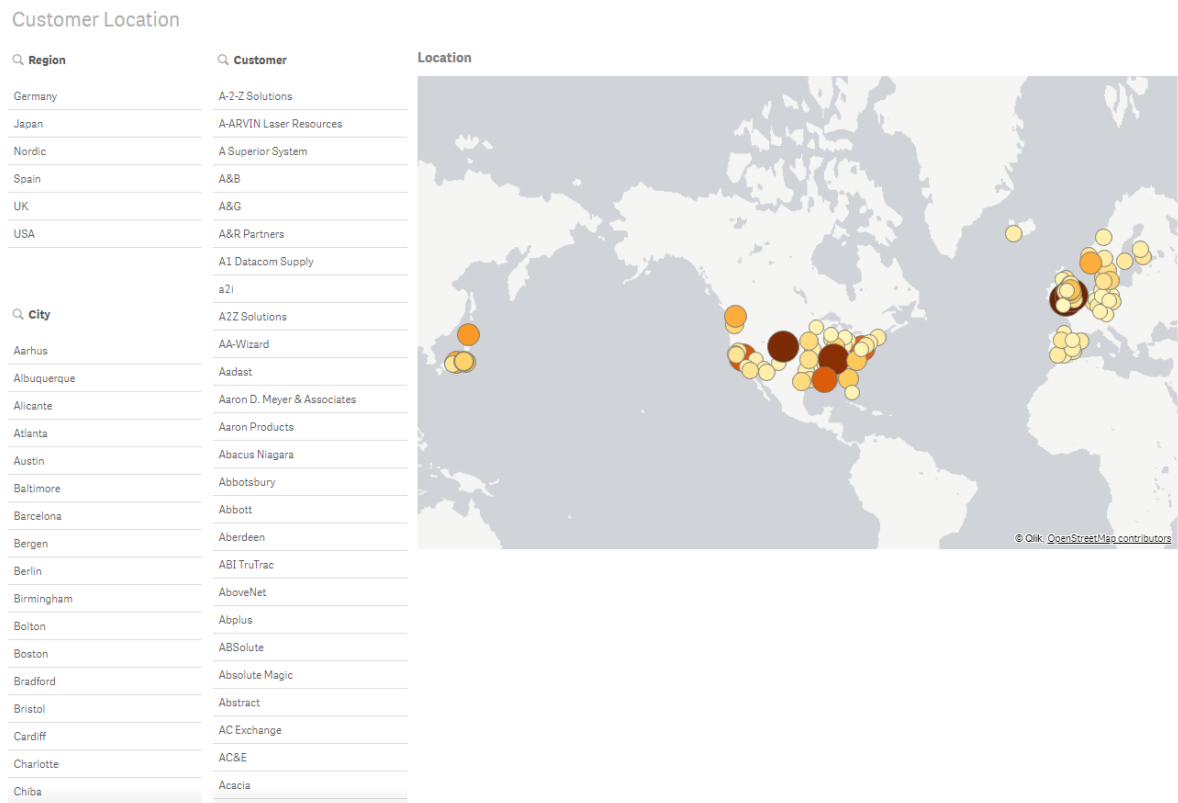 Customer Location
Region
Germany
Japan
Nordic
Spain
UK
USA
City
Aarhus
Albuquerque
Alicante
Atlanta
Austin
Baltimore
Barcelona
Bergen
Berlin
Birmingham
Bolton
Boston
Bradford
Bristol
Cardiff
Charlotte
Chiba
Customer
A-2-Z Solutions
A-ARVIN Laser Resources
A Superior System
A&B
A&G
A&R Partners
A1 Datacom Supply
a2i
A2Z Solutions
AA-Wizard
Aadast
Aaron D. Meyer & Associates
Aaron Products
Abacus Niagara
Abbotsbury
Abbott
Aberdeen
ABI TruTrac
AboveNet
Abplus
ABSolute
Absolute Magic
Abstract
AC Exchange
AC&E
Acacia
Location
© Qlik, OpenStreetMap contributors